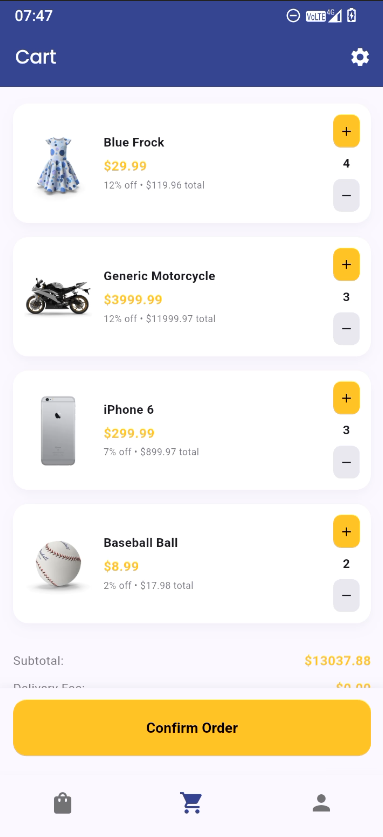 07:47
VoLTE 4G
Cart
Blue Frock
$29.99
12% off • $119.96 total
+
4
−
Generic Motorcycle
$3999.99
12% off • $11999.97 total
+
3
−
iPhone 6
$299.99
7% off • $899.97 total
+
3
−
Baseball Ball
$8.99
2% off • $17.98 total
+
2
−
Subtotal: $13037.88
Delivery Fee:
Confirm Order